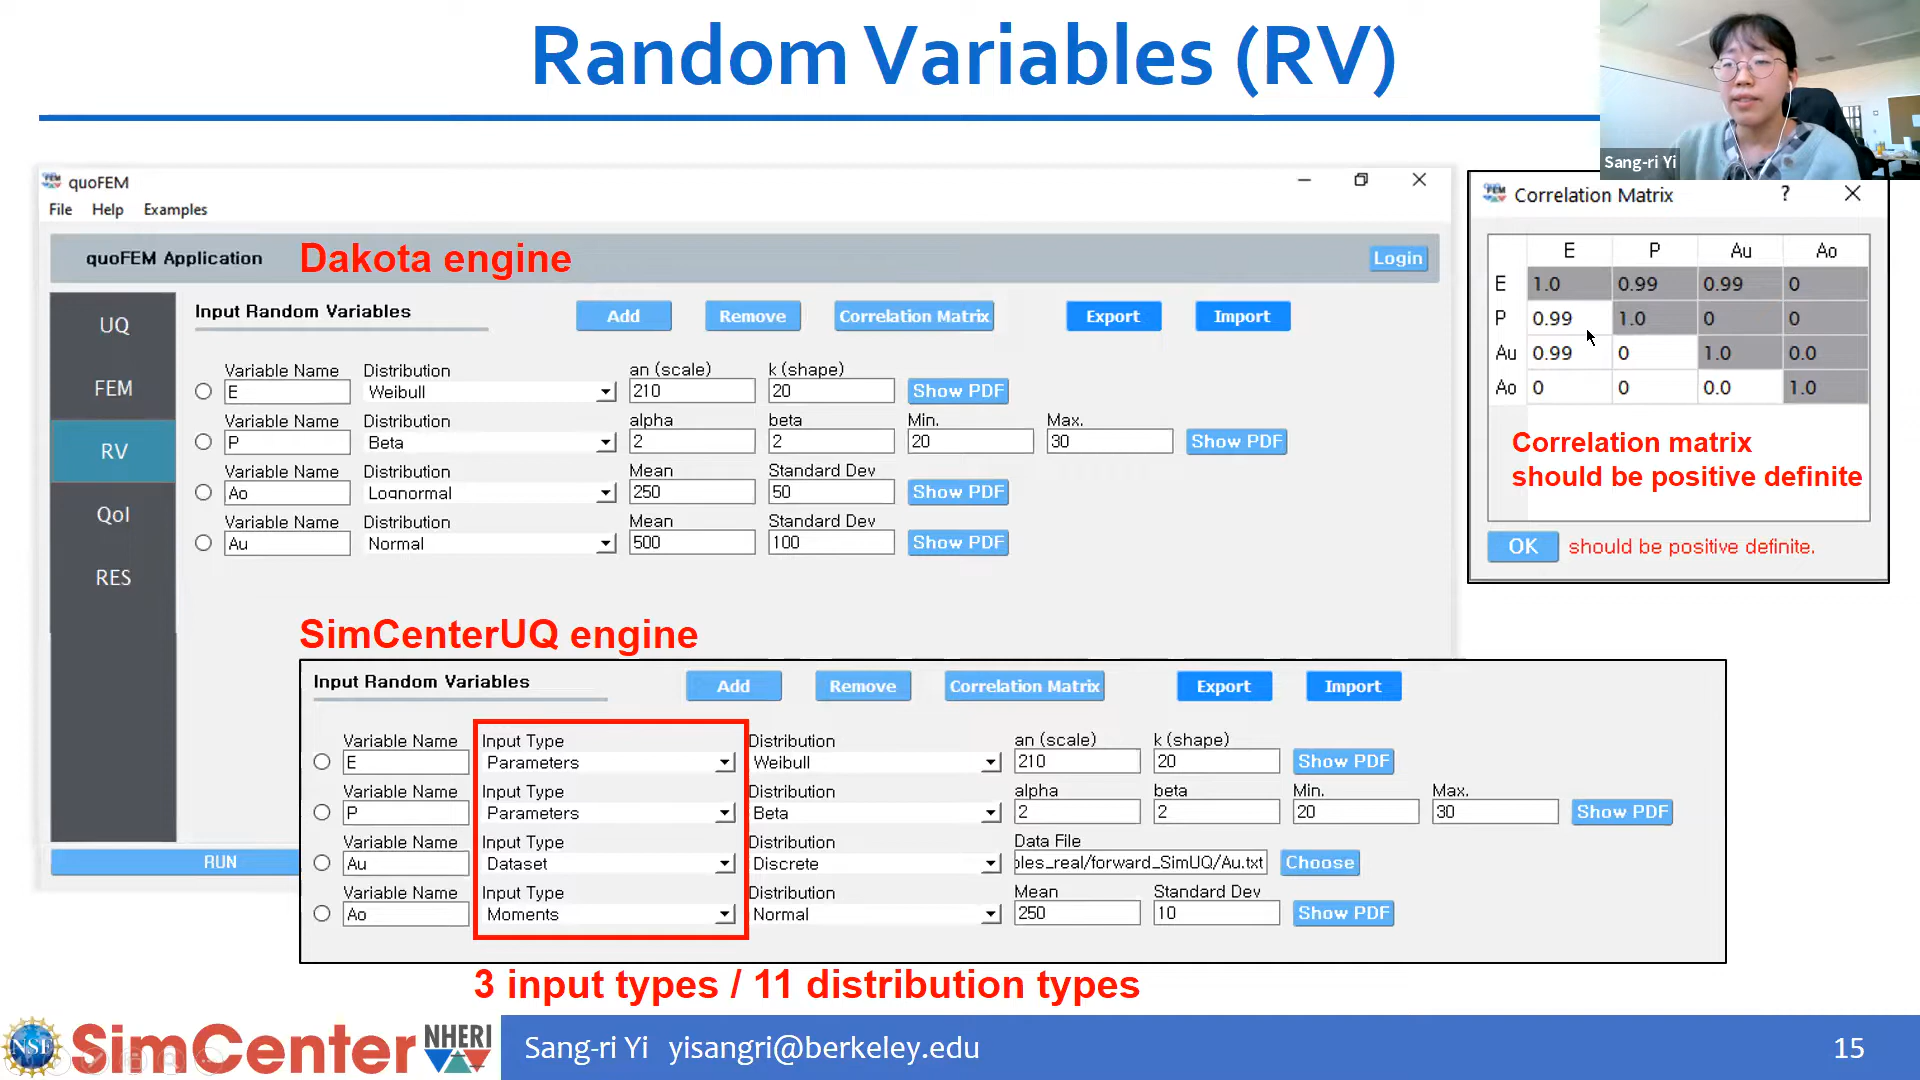 Random Variables (RV)
Sang-ri Yi
quoFEM
File Help Examples
quoFEM Application
Dakota engine
Login
UQ
FEM
RV
QoI
RES
RUN
Input Random Variables
Add
Remove
Correlation Matrix
Export
Import
Variable Name Distribution an (scale) k (shape)
E Weibull 210 20 Show PDF
Variable Name Distribution alpha beta Min. Max.
P Beta 2 2 20 30 Show PDF
Variable Name Distribution Mean Standard Dev
Ao Lognormal 250 50 Show PDF
Variable Name Distribution Mean Standard Dev
Au Normal 500 100 Show PDF
Correlation Matrix ?
E P Au Ao
E 1.0 0.99 0.99 0
P 0.99 1.0 0 0
Au 0.99 0 1.0 0.0
Ao 0 0 0.0 1.0
Correlation matrix
should be positive definite
OK should be positive definite.
SimCenterUQ engine
Input Random Variables
Add
Remove
Correlation Matrix
Export
Import
Variable Name Input Type Distribution an (scale) k (shape)
E Parameters Weibull 210 20 Show PDF
Variable Name Input Type Distribution alpha beta Min. Max.
P Parameters Beta 2 2 20 30 Show PDF
Variable Name Input Type Distribution Data File
Au Dataset Discrete les_real/forward_SimUQ/Au.txt Choose
Variable Name Input Type Distribution Mean Standard Dev
Ao Moments Normal 250 10 Show PDF
3 input types / 11 distribution types
NSF
SimCenter
NHERI
Sang-ri Yi yisangri@berkeley.edu
15